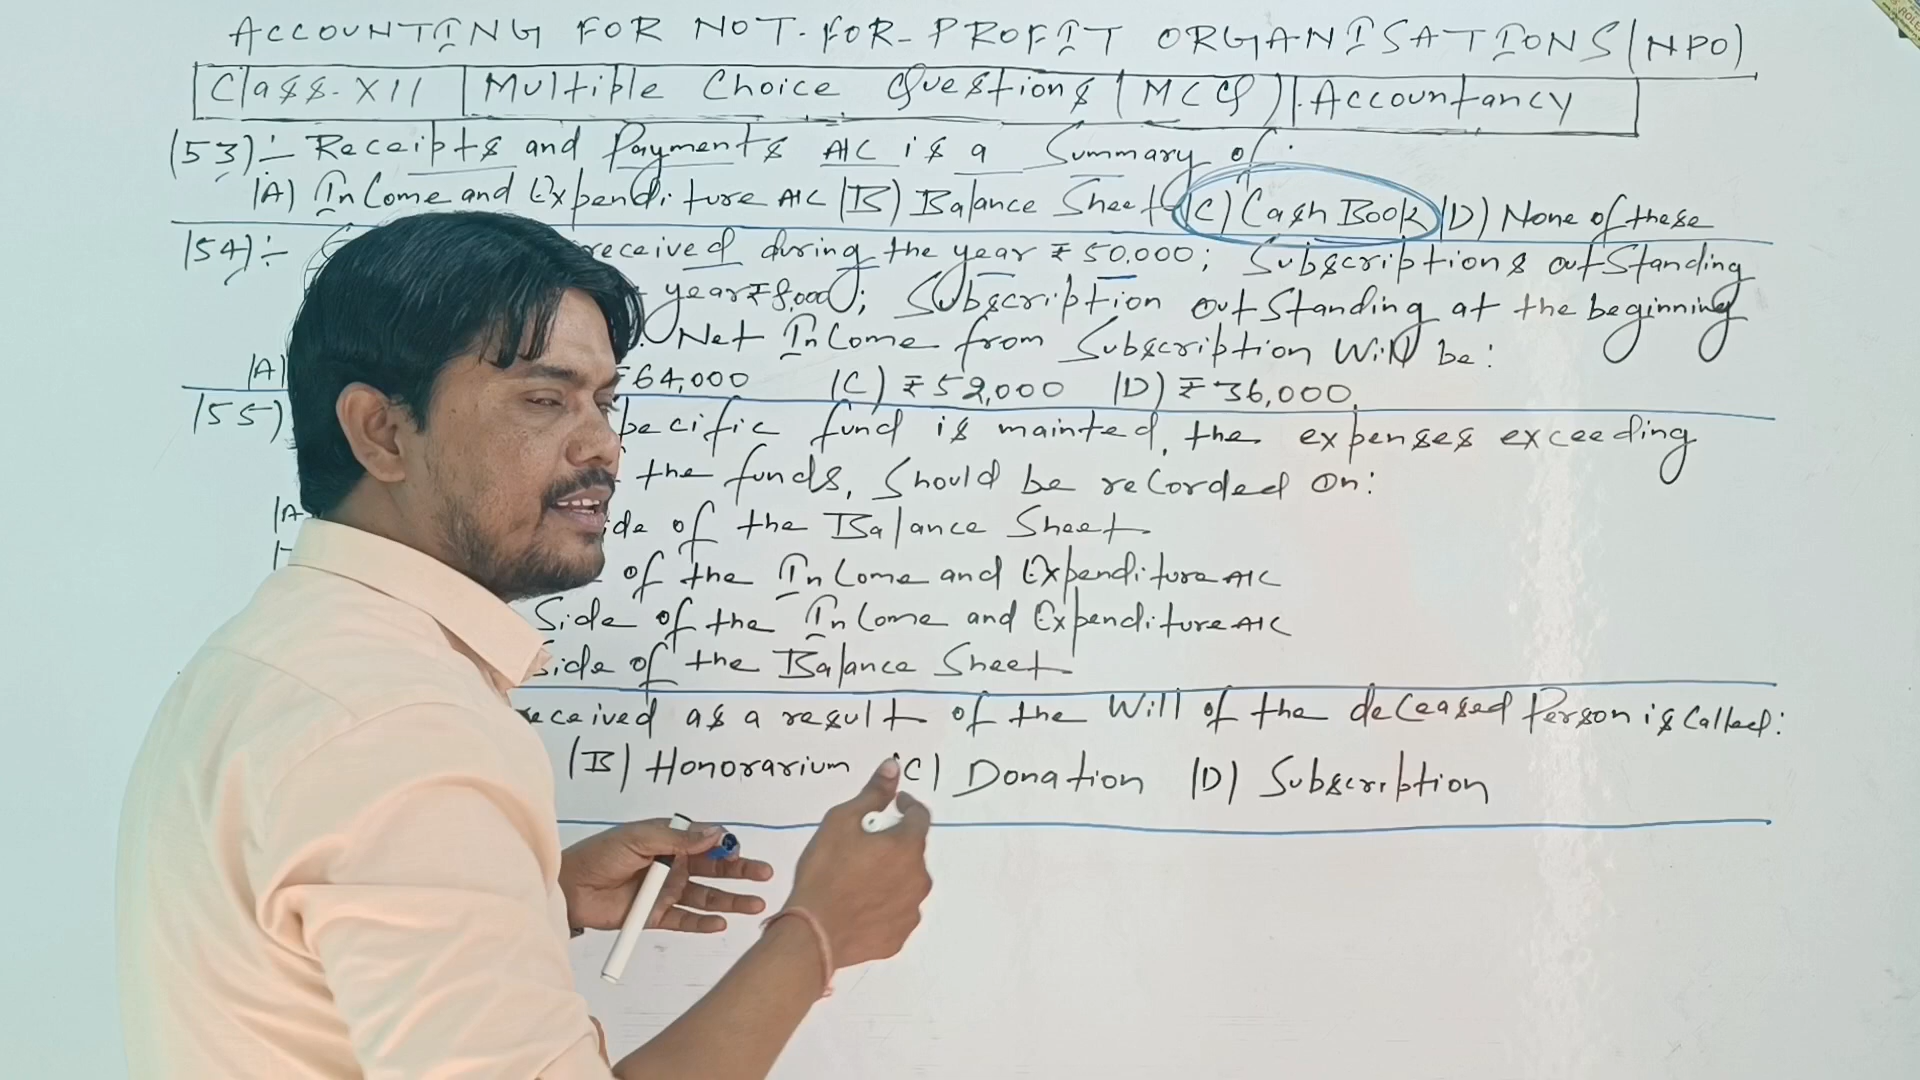 ACCOUNTING FOR NOT-FOR-PROFIT ORGANISATIONS (NPO)
Class-XII | Multiple Choice Questions (MCQ) | Accountancy
(53):- Receipts and Payments A/C is a Summary of:
(A) Income and Expenditure A/C (B) Balance Sheet (C) Cash Book (D) None of these
(54):- received during the year ₹50,000; Subscriptions outstanding
year ₹8,000; Subscription outstanding at the beginning
Net Income from Subscription Will be:
(A) ₹64,000 (C) ₹52,000 (D) ₹36,000.
(55) fund is mainted, the expenses exceeding
the funds, Should be recorded on:
(A) of the Balance Sheet.
of the Income and Expenditure A/C
Side of the Income and Expenditure A/C
Side of the Balance Sheet
received as a result of the Will of the deceased Person is Called:
(B) Honorarium (C) Donation (D) Subscription